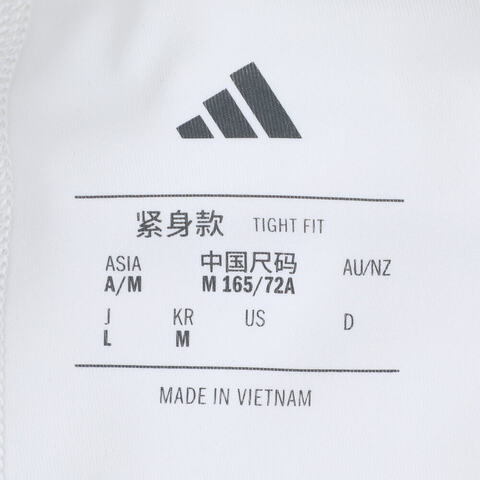 紧身款 TIGHT FIT
ASIA 中国尺码 AU/NZ
A/M M 165/72A
J KR US D
L M
MADE IN VIETNAM